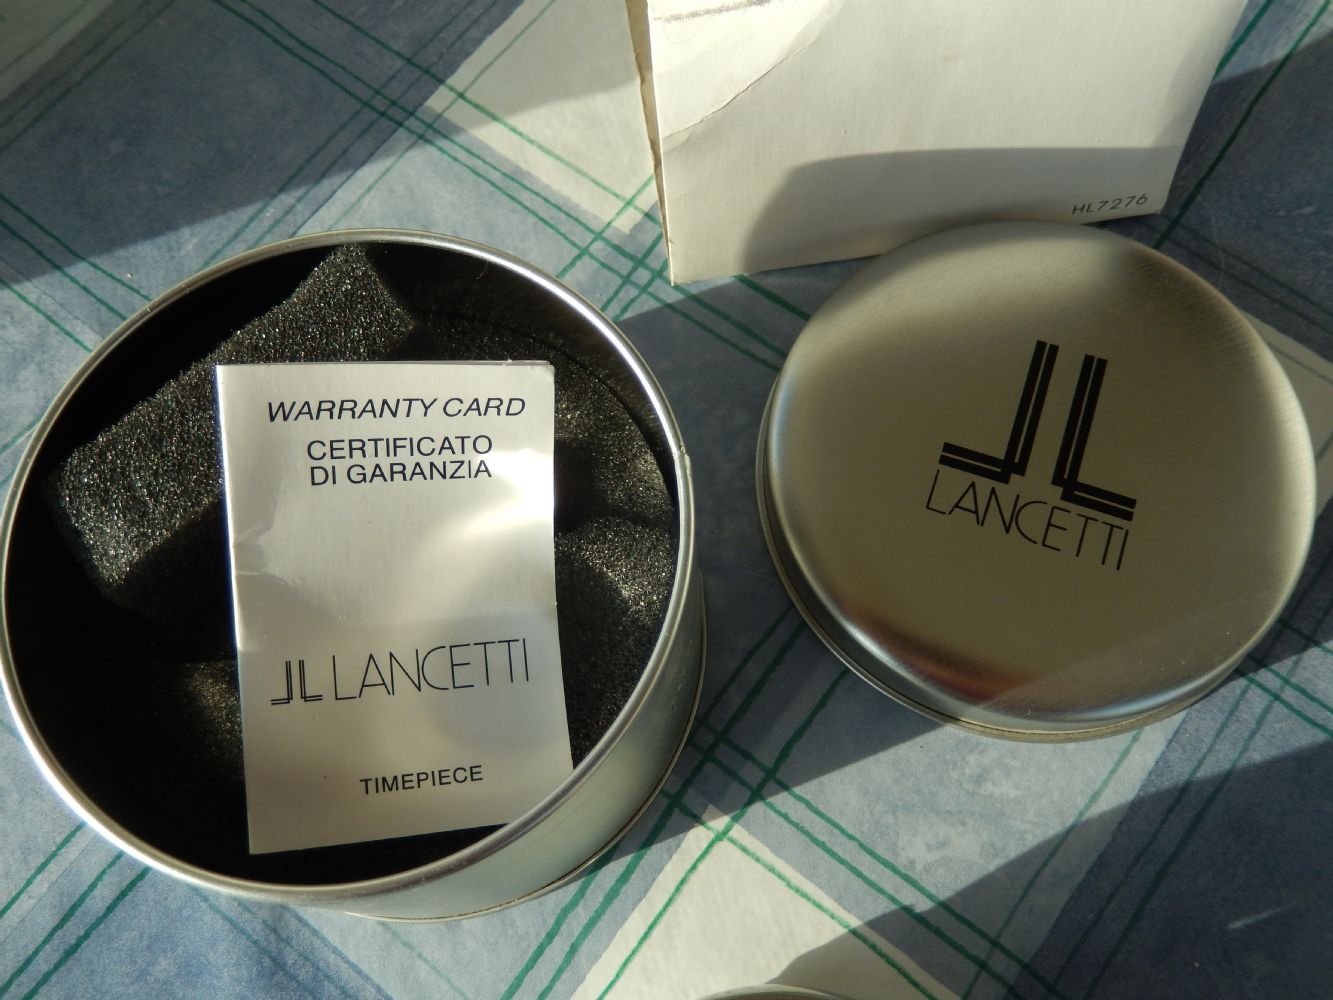 HL7276
LANCETTI
WARRANTY CARD
CERTIFICATO
DI GARANZIA
LANCETTI
TIMEPIECE